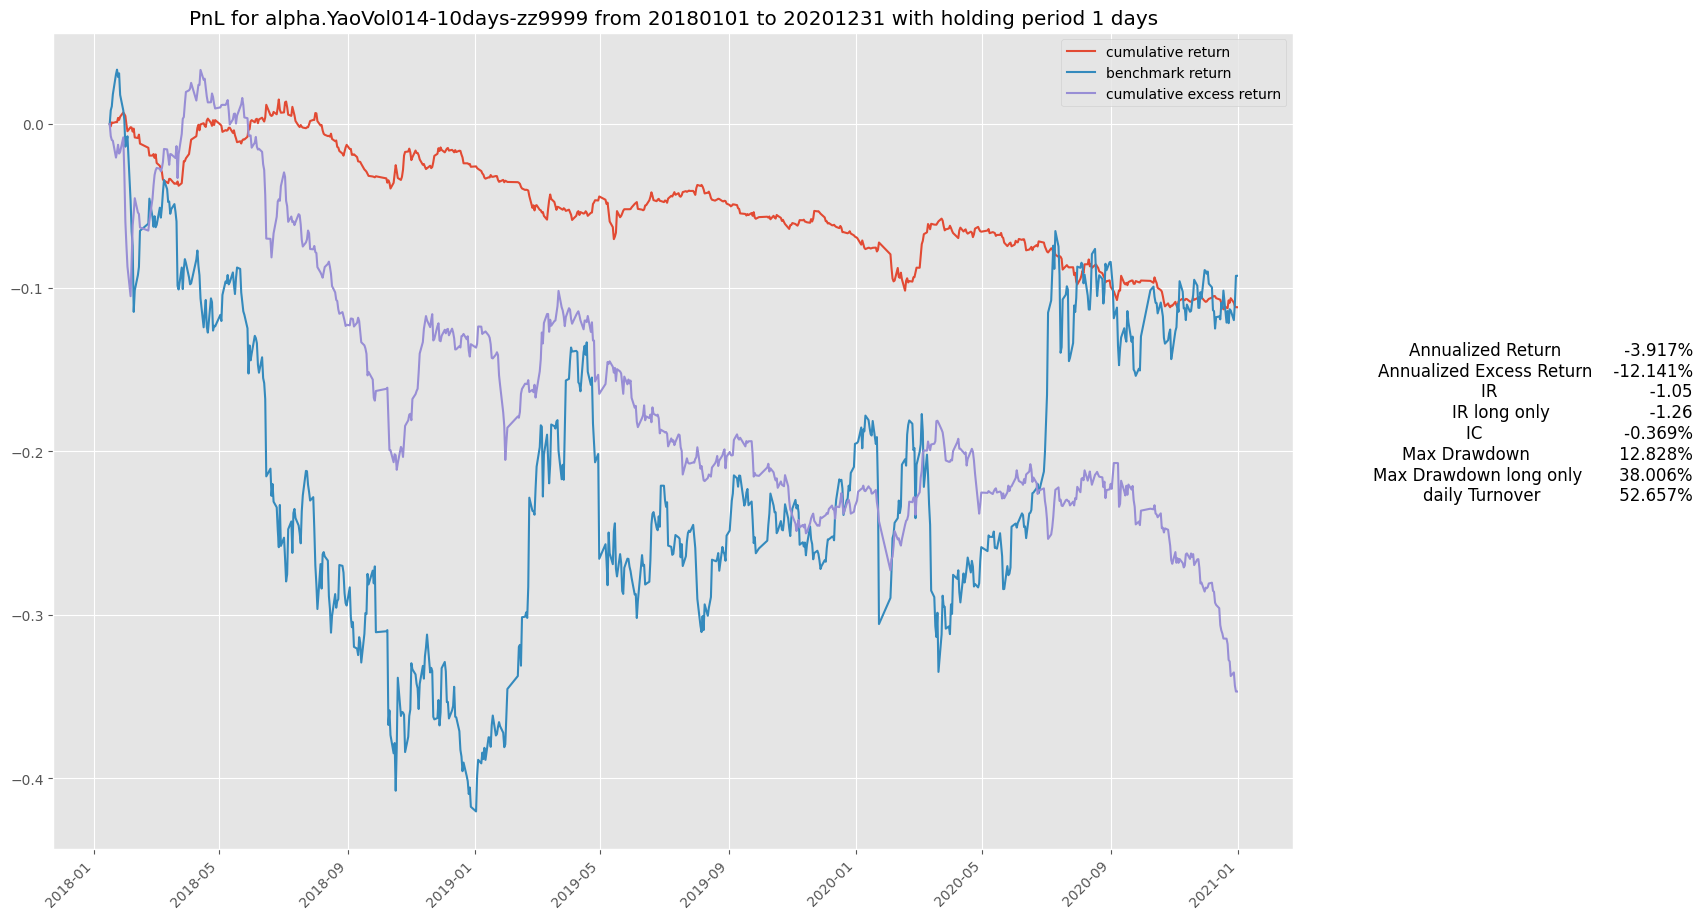 PnL for alpha.YaoVol014-10days-zz9999 from 20180101 to 20201231 with holding period 1 days
cumulative return
benchmark return
cumulative excess return
0.0
−0.1
−0.2
−0.3
−0.4
2018-01
2018-05
2018-09
2019-01
2019-05
2019-09
2020-01
2020-05
2020-09
2021-01
Annualized Return -3.917%
Annualized Excess Return -12.141%
IR -1.05
IR long only -1.26
IC -0.369%
Max Drawdown 12.828%
Max Drawdown long only 38.006%
daily Turnover 52.657%